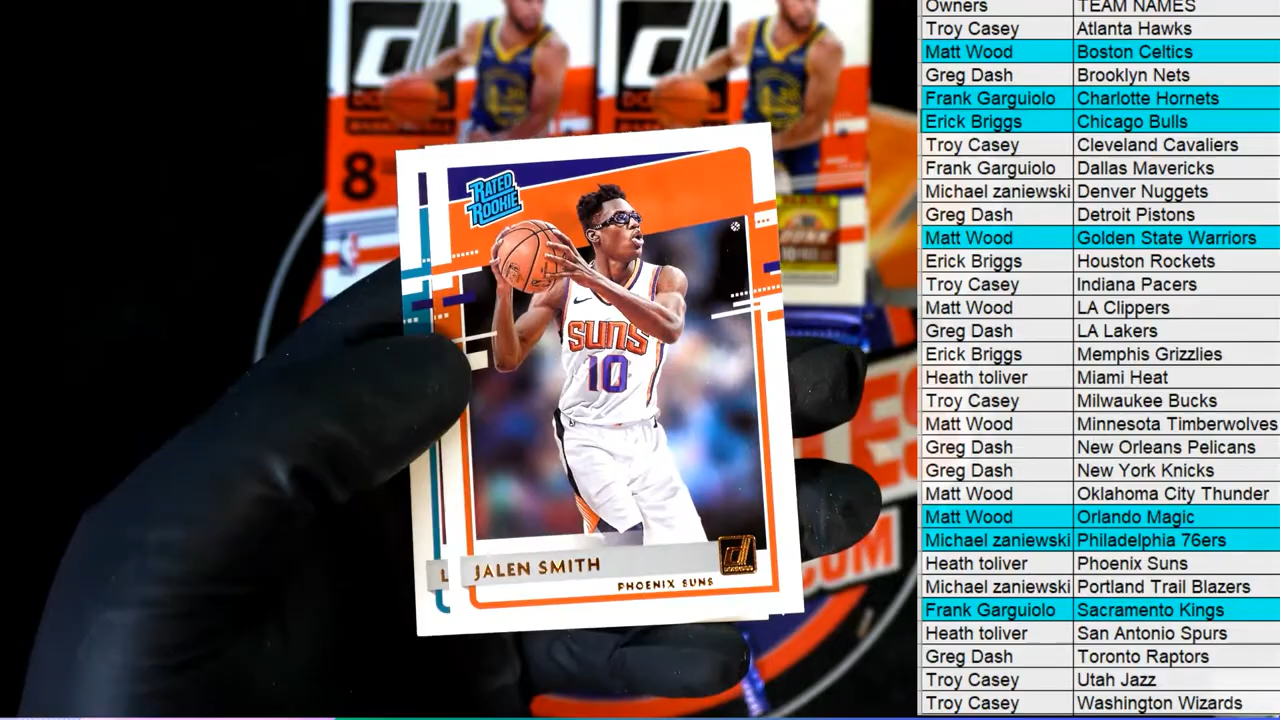 Owners TEAM NAMES
Troy Casey Atlanta Hawks
Matt Wood Boston Celtics
Greg Dash Brooklyn Nets
Frank Garguiolo Charlotte Hornets
Erick Briggs Chicago Bulls
Troy Casey Cleveland Cavaliers
Frank Garguiolo Dallas Mavericks
Michael zaniewski Denver Nuggets
Greg Dash Detroit Pistons
Matt Wood Golden State Warriors
Erick Briggs Houston Rockets
Troy Casey Indiana Pacers
Matt Wood LA Clippers
Greg Dash LA Lakers
Erick Briggs Memphis Grizzlies
Heath toliver Miami Heat
Troy Casey Milwaukee Bucks
Matt Wood Minnesota Timberwolves
Greg Dash New Orleans Pelicans
Greg Dash New York Knicks
Matt Wood Oklahoma City Thunder
Matt Wood Orlando Magic
Michael zaniewski Philadelphia 76ers
Heath toliver Phoenix Suns
Michael zaniewski Portland Trail Blazers
Frank Garguiolo Sacramento Kings
Heath toliver San Antonio Spurs
Greg Dash Toronto Raptors
Troy Casey Utah Jazz
Troy Casey Washington Wizards
8
RATED
ROOKIE
SUNS
10
L
JALEN SMITH
PHOENIX SUNS